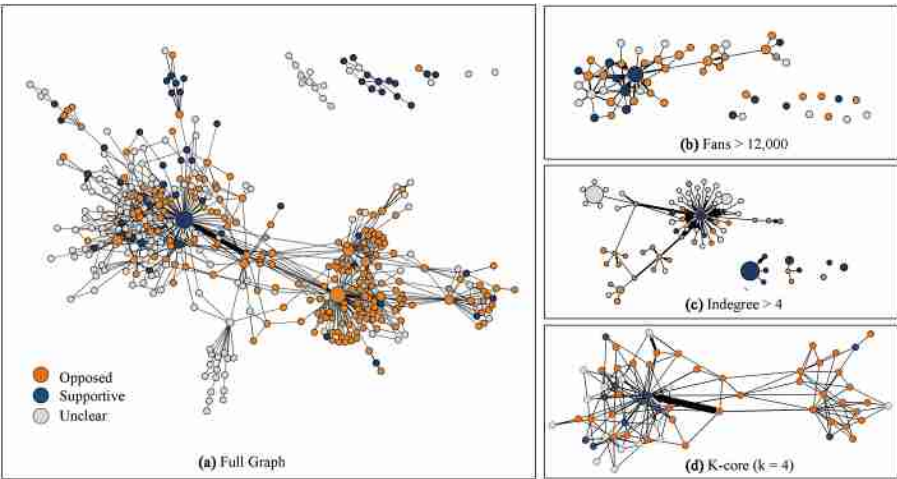 Opposed
Supportive
Unclear
(a) Full Graph
(b) Fans > 12,000
(c) Indegree > 4
(d) K-core (k = 4)